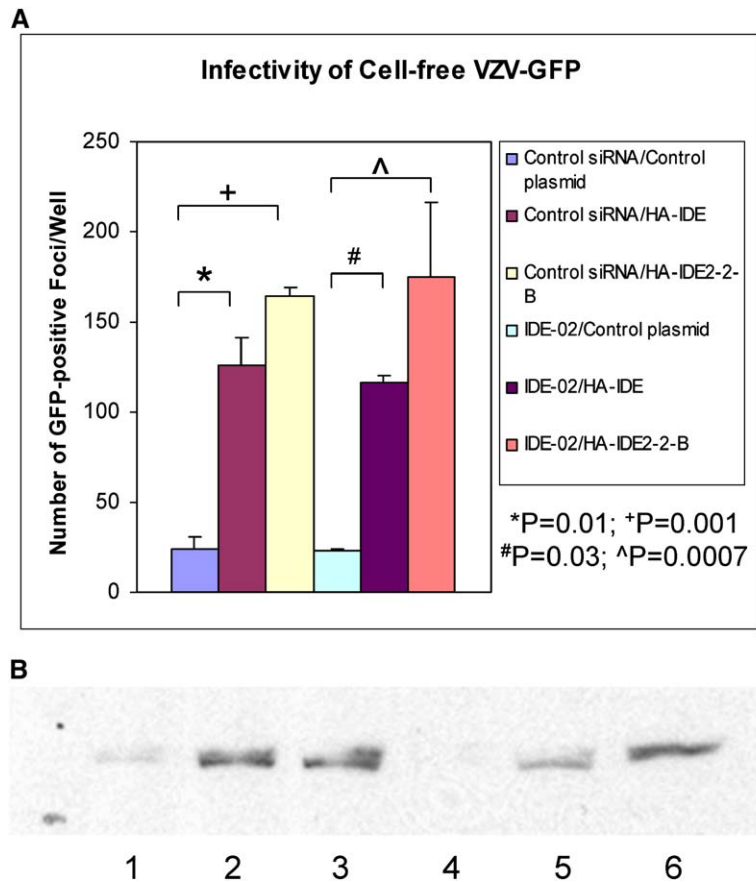 A
Infectivity of Cell-free VZV-GFP
Number of GFP-positive Foci/Well
250
200
150
100
50
0
*
+
#
^
Control siRNA/Control
plasmid
Control siRNA/HA-IDE
Control siRNA/HA-IDE2-2-
B
IDE-02/Control plasmid
IDE-02/HA-IDE
IDE-02/HA-IDE2-2-B
*P=0.01; +P=0.001
#P=0.03; ^P=0.0007
B
1 2 3 4 5 6